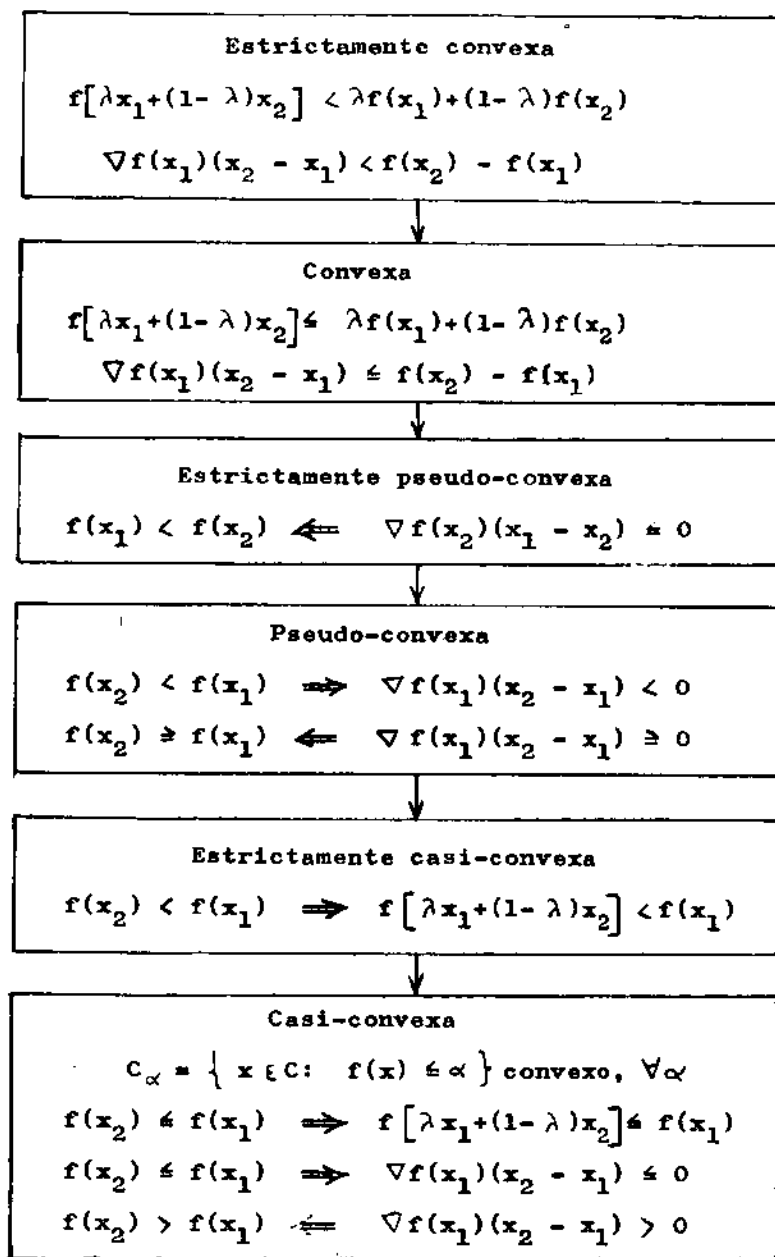 Estrictamente convexa
f[λx₁+(1- λ)x₂] < λf(x₁)+(1- λ)f(x₂)
∇f(x₁)(x₂ - x₁) < f(x₂) - f(x₁)
Convexa
f[λx₁+(1- λ)x₂] ≤ λf(x₁)+(1- λ)f(x₂)
∇f(x₁)(x₂ - x₁) ≤ f(x₂) - f(x₁)
Estrictamente pseudo-convexa
f(x₁) < f(x₂) ⇐ ∇f(x₂)(x₁ - x₂) ≤ 0
Pseudo-convexa
f(x₂) < f(x₁) ⇒ ∇f(x₁)(x₂ - x₁) < 0
f(x₂) ≥ f(x₁) ⇐ ∇f(x₁)(x₂ - x₁) ≥ 0
Estrictamente casi-convexa
f(x₂) < f(x₁) ⇒ f[λx₁+(1- λ)x₂] < f(x₁)
Casi-convexa
C_α = { x ε C: f(x) ≤ α } convexo, ∀α
f(x₂) ≤ f(x₁) ⇒ f[λx₁+(1- λ)x₂] ≤ f(x₁)
f(x₂) ≤ f(x₁) ⇒ ∇f(x₁)(x₂ - x₁) ≤ 0
f(x₂) > f(x₁) ⇐ ∇f(x₁)(x₂ - x₁) > 0